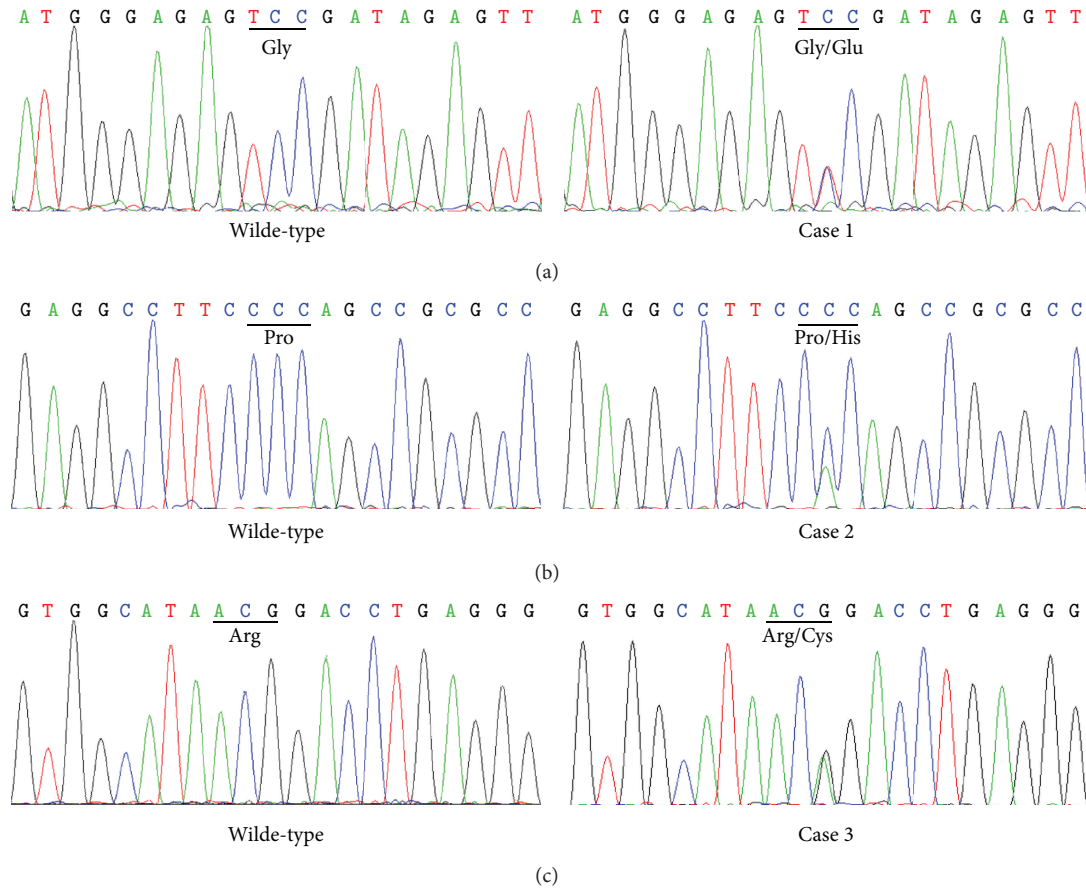 A T G G G A G A G T C C G A T A G A G T T
Gly
Wilde-type
A T G G G A G A G T C C G A T A G A G T T
Gly/Glu
Case 1
(a)
G A G G C C T T C C C C A G C C G C G C C
Pro
Wilde-type
G A G G C C T T C C C C A G C C G C G C C
Pro/His
Case 2
(b)
G T G G C A T A A C G G A C C T G A G G G
Arg
Wilde-type
G T G G C A T A A C G G A C C T G A G G G
Arg/Cys
Case 3
(c)